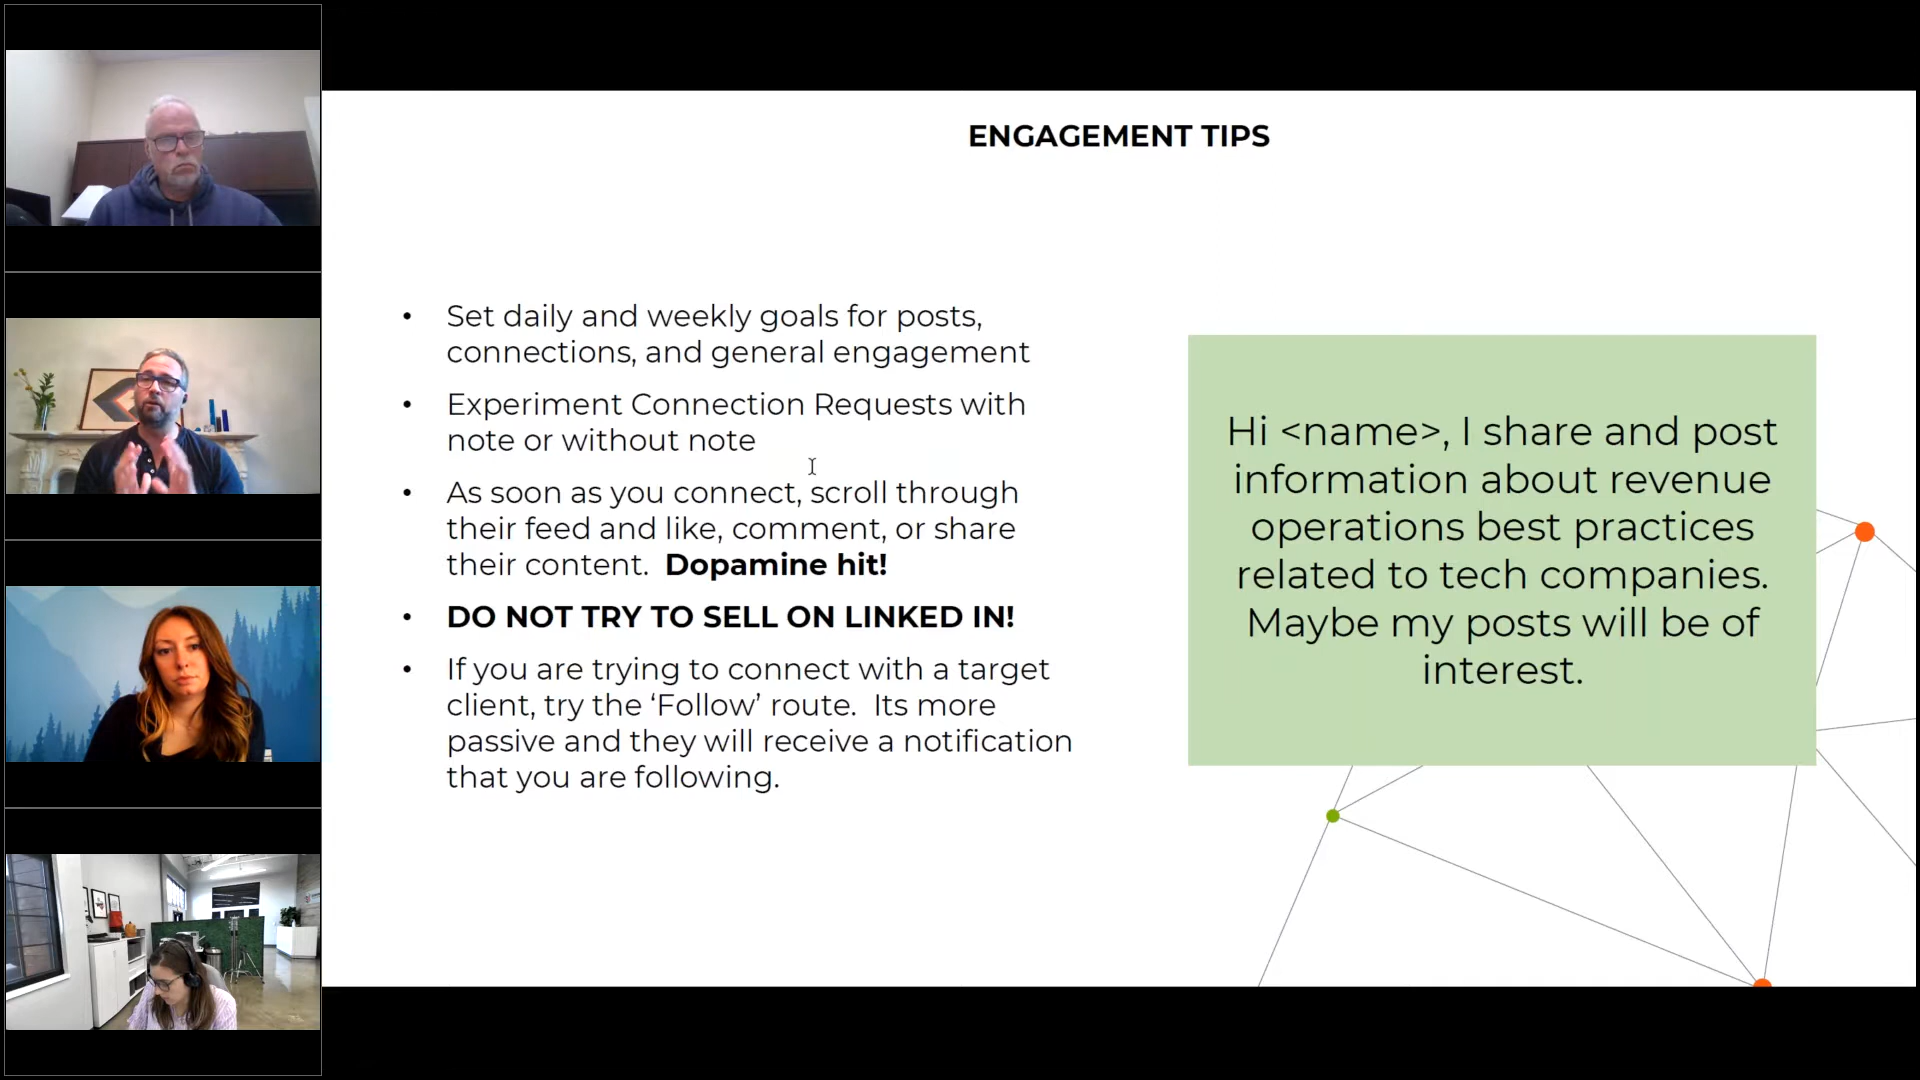 ENGAGEMENT TIPS
• Set daily and weekly goals for posts,
connections, and general engagement
• Experiment Connection Requests with
note or without note
• As soon as you connect, scroll through
their feed and like, comment, or share
their content.  Dopamine hit!
• DO NOT TRY TO SELL ON LINKED IN!
• If you are trying to connect with a target
client, try the ‘Follow’ route.  Its more
passive and they will receive a notification
that you are following.
Hi <name>, I share and post
information about revenue
operations best practices
related to tech companies.
Maybe my posts will be of
interest.